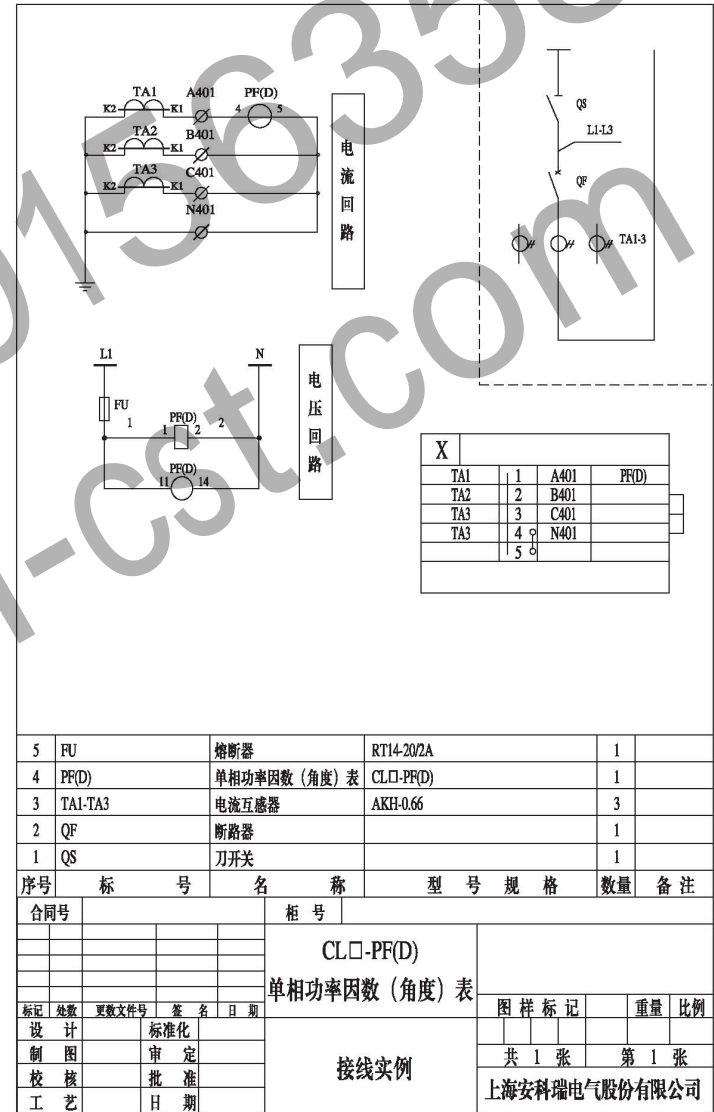 TA1 A401 PF(D)
K2 K1 4 5
TA2 B401
K2 K1
TA3 C401
K2 K1
N401
电流回路
QS
L1-L3
QF
TA1-3
L1 N
FU
1 PF(D) 2
1 2
PF(D)
11 14
电压回路
X
TA1 1 A401 PF(D)
TA2 2 B401
TA3 3 C401
TA3 4 N401
5
5 FU 熔断器 RT14-20/2A 1
4 PF(D) 单相功率因数（角度）表 CL□-PF(D) 1
3 TA1-TA3 电流互感器 AKH-0.66 3
2 QF 断路器 1
1 QS 刀开关 1
序号 标 号 名 称 型 号 规 格 数量 备 注
合同号 柜 号
CL□-PF(D)
单相功率因数（角度）表
标记 处数 更数文件号 签 名 日 期
图 样 标 记 重量 比例
设 计 标准化
制 图 审 定
校 核 批 准
工 艺 日 期
接线实例
共 1 张 第 1 张
上海安科瑞电气股份有限公司
0156358
-cst.com